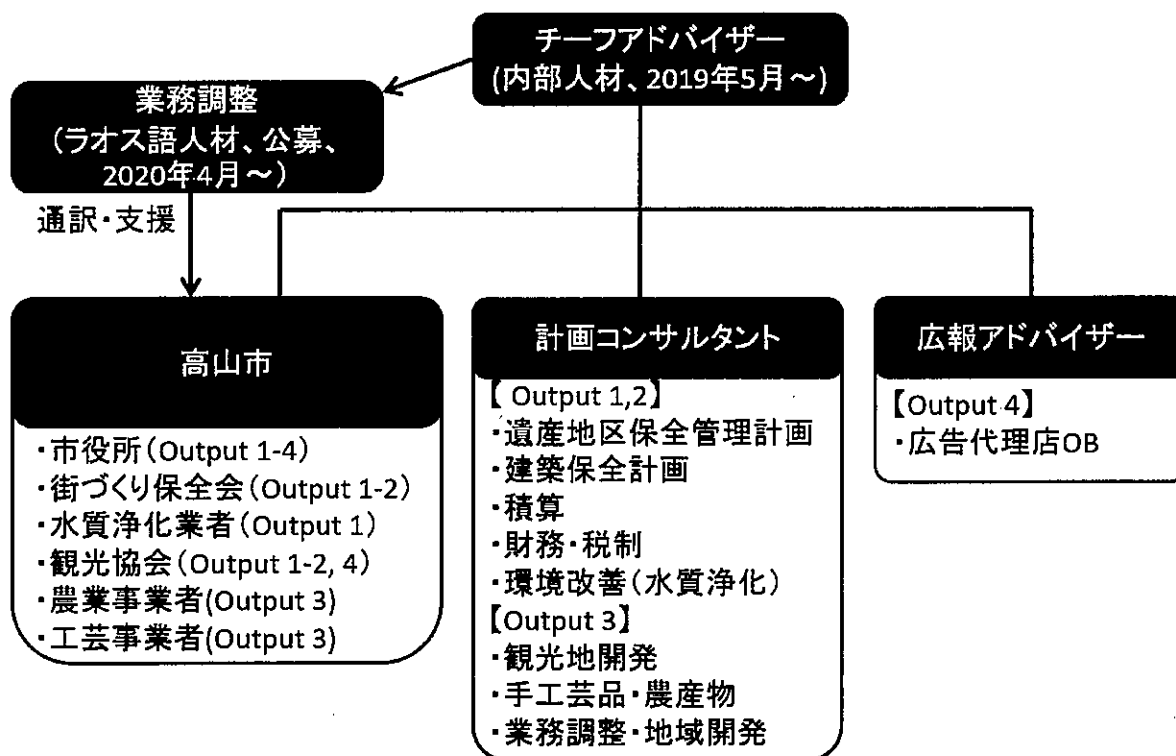 チーフアドバイザー
(内部人材、2019年5月～)
業務調整
(ラオス語人材、公募、
2020年4月～)
通訳・支援
高山市
・市役所(Output 1-4)
・街づくり保全会(Output 1-2)
・水質浄化業者(Output 1)
・観光協会(Output 1-2, 4)
・農業事業者(Output 3)
・工芸事業者(Output 3)
計画コンサルタント
【 Output 1,2】
・遺産地区保全管理計画
・建築保全計画
・積算
・財務・税制
・環境改善(水質浄化)
【Output 3】
・観光地開発
・手工芸品・農産物
・業務調整・地域開発
広報アドバイザー
【Output 4】
・広告代理店OB